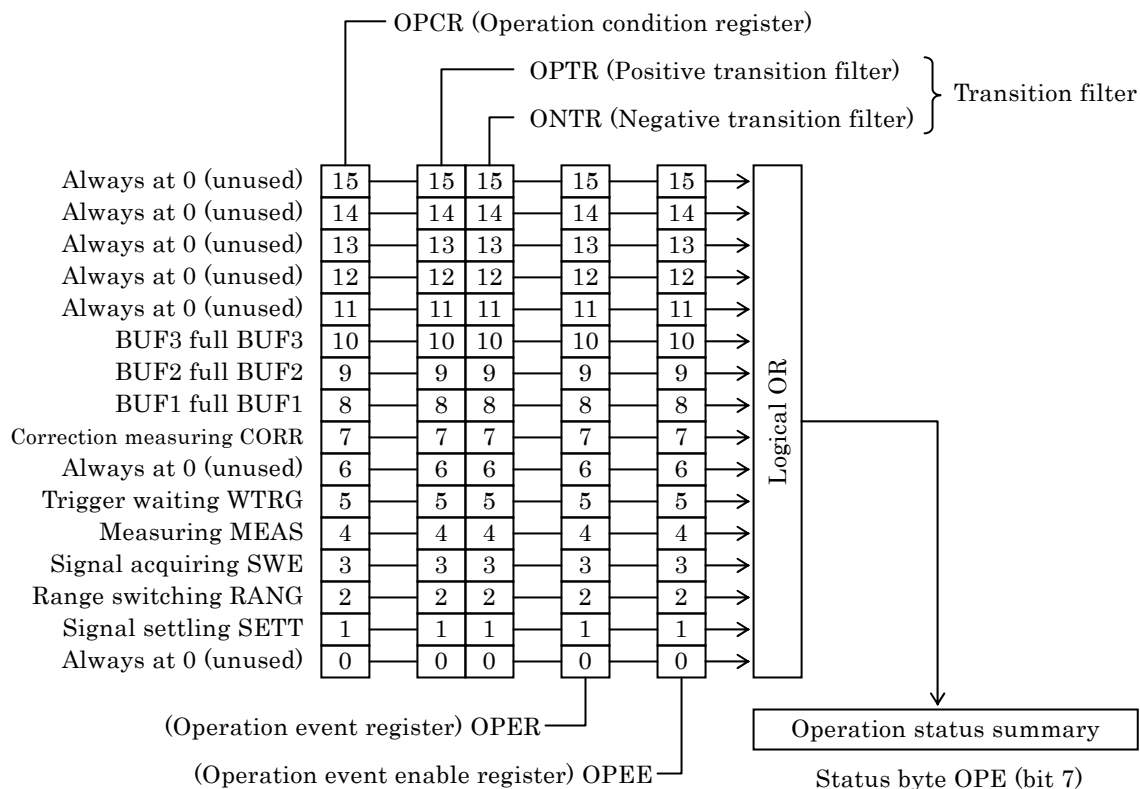 OPCR (Operation condition register)
OPTR (Positive transition filter)
Transition filter
ONTR (Negative transition filter)
Always at 0 (unused) 15 15 15 15 15
Always at 0 (unused) 14 14 14 14 14
Always at 0 (unused) 13 13 13 13 13
Always at 0 (unused) 12 12 12 12 12
Always at 0 (unused) 11 11 11 11 11
BUF3 full BUF3 10 10 10 10 10
BUF2 full BUF2 9 9 9 9 9
BUF1 full BUF1 8 8 8 8 8
Correction measuring CORR 7 7 7 7 7
Always at 0 (unused) 6 6 6 6 6
Trigger waiting WTRG 5 5 5 5 5
Measuring MEAS 4 4 4 4 4
Signal acquiring SWE 3 3 3 3 3
Range switching RANG 2 2 2 2 2
Signal settling SETT 1 1 1 1 1
Always at 0 (unused) 0 0 0 0 0
Logical OR
(Operation event register) OPER
Operation status summary
(Operation event enable register) OPEE
Status byte OPE (bit 7)